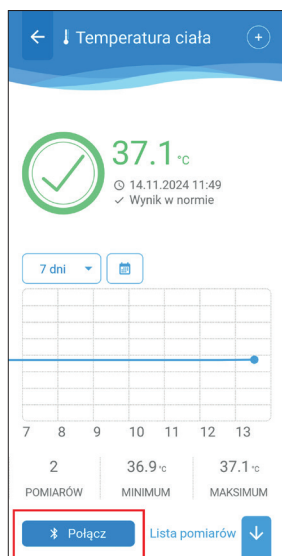 Temperatura ciała
37.1 °C
14.11.2024 11:49
Wynik w normie
7 dni
7 8 9 10 11 12 13
2 36.9 °C 37.1 °C
POMIARÓW MINIMUM MAKSIMUM
Połącz Lista pomiarów